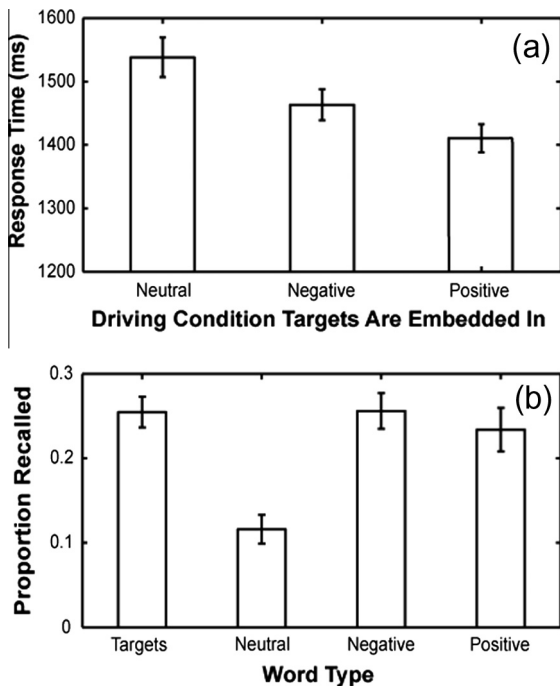 (a)
Response Time (ms)
1600
1500
1400
1300
1200
Neutral Negative Positive
Driving Condition Targets Are Embedded In
(b)
Proportion Recalled
0.3
0.2
0.1
0
Targets Neutral Negative Positive
Word Type